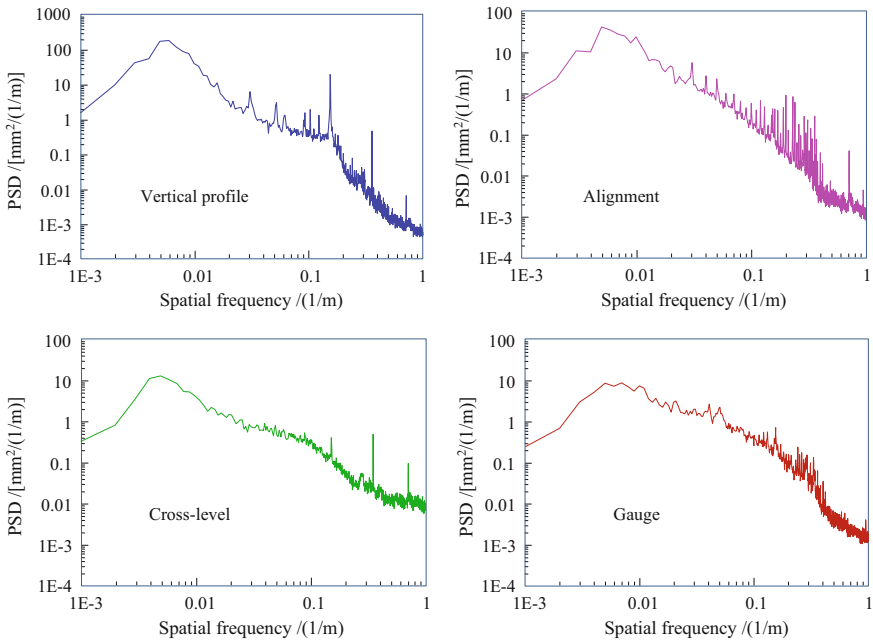 1000
100
10
1
0.1
0.01
1E-3
1E-4
PSD /[mm²/(1/m)]
Vertical profile
1E-3 0.01 0.1 1
Spatial frequency /(1/m)
100
10
1
0.1
0.01
1E-3
1E-4
PSD /[mm²/(1/m)]
Alignment
1E-3 0.01 0.1 1
Spatial frequency /(1/m)
100
10
1
0.1
0.01
1E-3
1E-4
PSD /[mm²/(1/m)]
Cross-level
1E-3 0.01 0.1 1
Spatial frequency /(1/m)
100
10
1
0.1
0.01
1E-3
1E-4
PSD /[mm²/(1/m)]
Gauge
1E-3 0.01 0.1 1
Spatial frequency /(1/m)